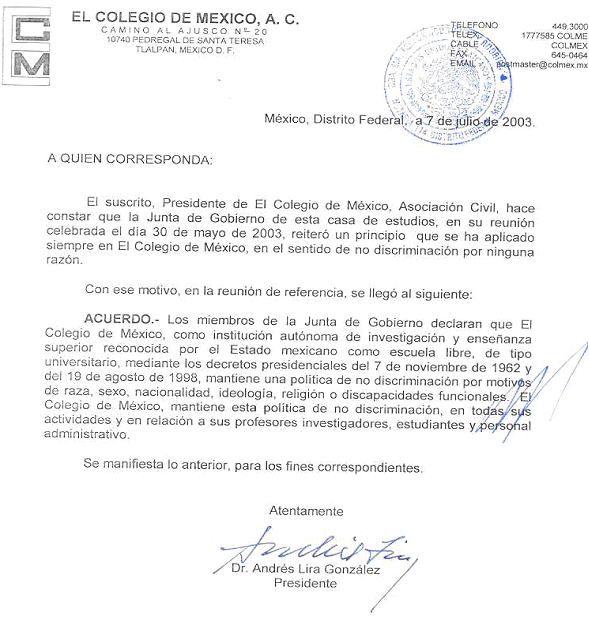 EL COLEGIO DE MEXICO, A. C.
CAMINO AL AJUSCO Nº 20
10740 PEDREGAL DE SANTA TERESA
TLALPAN, MEXICO D. F.
TELEFONO 449.3000
TELEX 1777585 COLME
CABLE COLMEX
FAX 645-0464
EMAIL postmaster@colmex.mx
CM
México, Distrito Federal, a 7 de julio de 2003.
A QUIEN CORRESPONDA:
El suscrito, Presidente de El Colegio de México, Asociación Civil, hace
constar que la Junta de Gobierno de esta casa de estudios, en su reunión
celebrada el día 30 de mayo de 2003, reiteró un principio que se ha aplicado
siempre en El Colegio de México, en el sentido de no discriminación por ninguna
razón.
Con ese motivo, en la reunión de referencia, se llegó al siguiente:
ACUERDO.- Los miembros de la Junta de Gobierno declaran que El
Colegio de México, como institución autónoma de investigación y enseñanza
superior reconocida por el Estado mexicano como escuela libre, de tipo
universitario, mediante los decretos presidenciales del 7 de noviembre de 1962 y
del 19 de agosto de 1998, mantiene una política de no discriminación por motivos
de raza, sexo, nacionalidad, ideología, religión o discapacidades funcionales. El
Colegio de México, mantiene esta política de no discriminación, en todas sus
actividades y en relación a sus profesores investigadores, estudiantes y personal
administrativo.
Se manifiesta lo anterior, para los fines correspondientes.
Atentamente
Dr. Andrés Lira González
Presidente